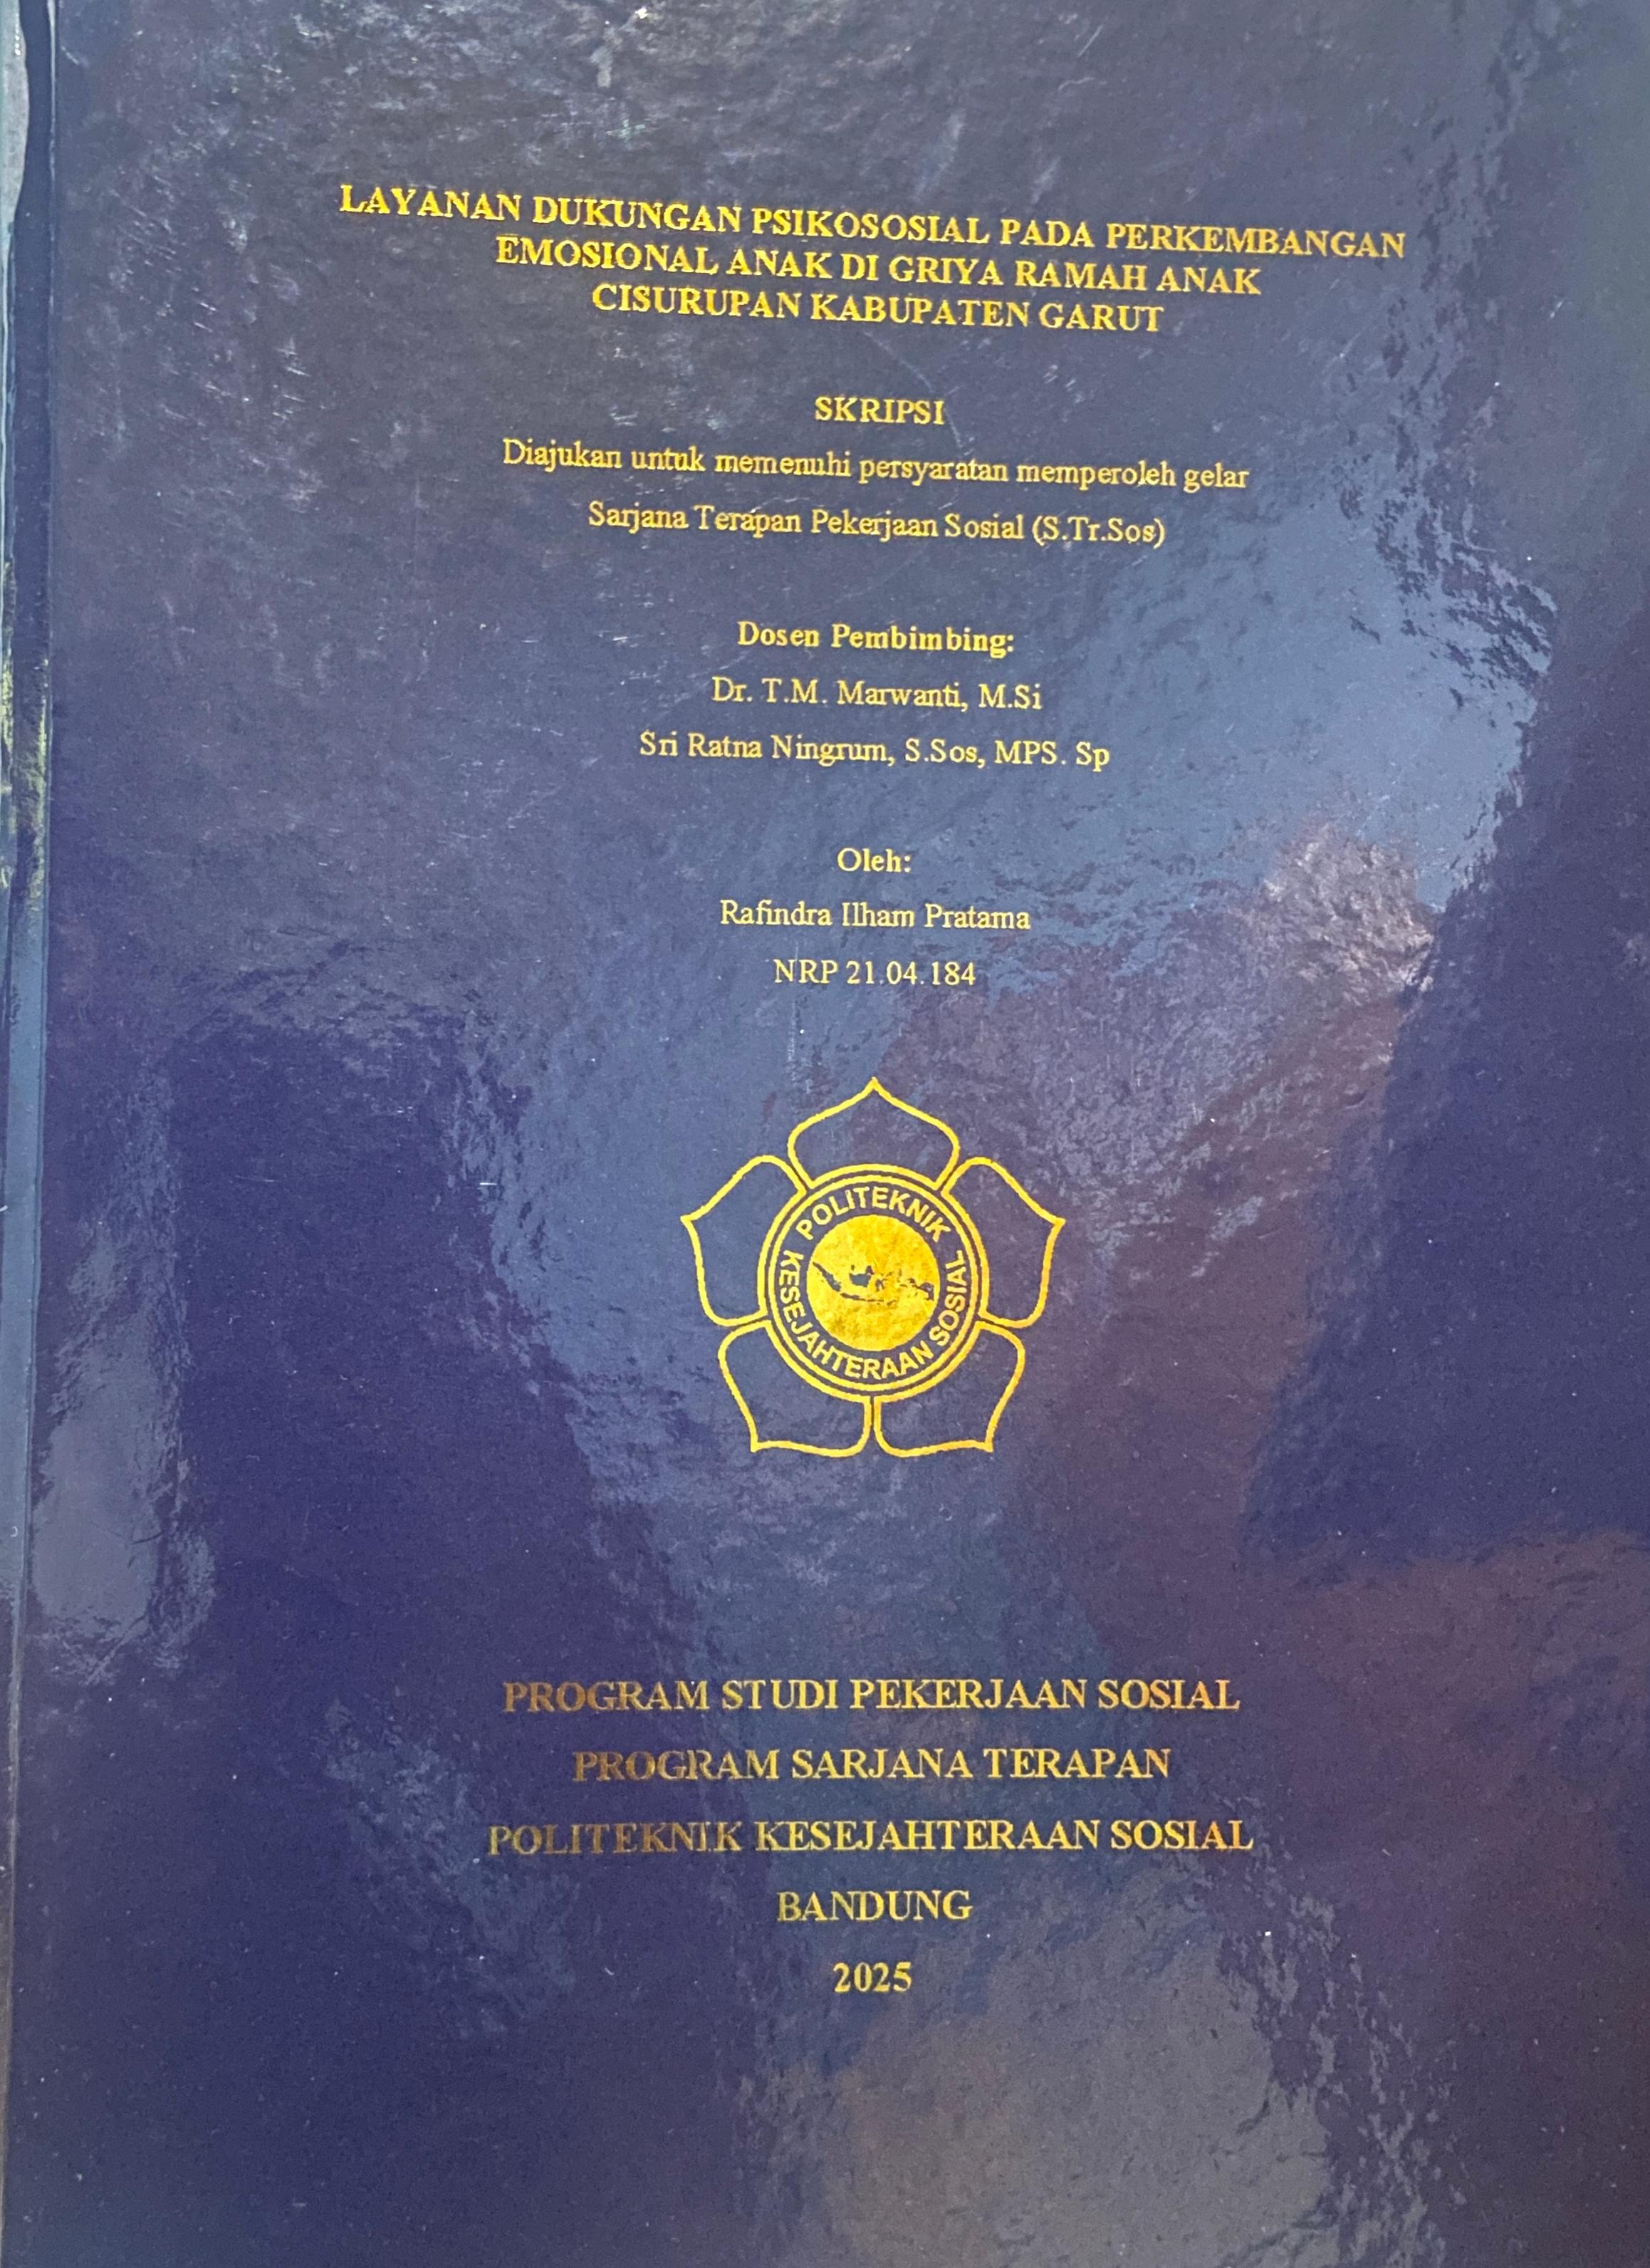 LAYANAN DUKUNGAN PSIKOSOSIAL PADA PERKEMBANGAN
EMOSIONAL ANAK DI GRIYA RAMAH ANAK
CISURUPAN KABUPATEN GARUT
SKRIPSI
Diajukan untuk memenuhi persyaratan memperoleh gelar
Sarjana Terapan Pekerjaan Sosial (S.Tr.Sos)
Dosen Pembimbing:
Dr. T.M. Marwanti, M.Si
Sri Ratna Ningrum, S.Sos, MPS. Sp
Oleh:
Rafindra Ilham Pratama
NRP 21.04.184
POLITEKNIK
KESEJAHTERAAN SOSIAL
PROGRAM STUDI PEKERJAAN SOSIAL
PROGRAM SARJANA TERAPAN
POLITEKNIK KESEJAHTERAAN SOSIAL
BANDUNG
2025